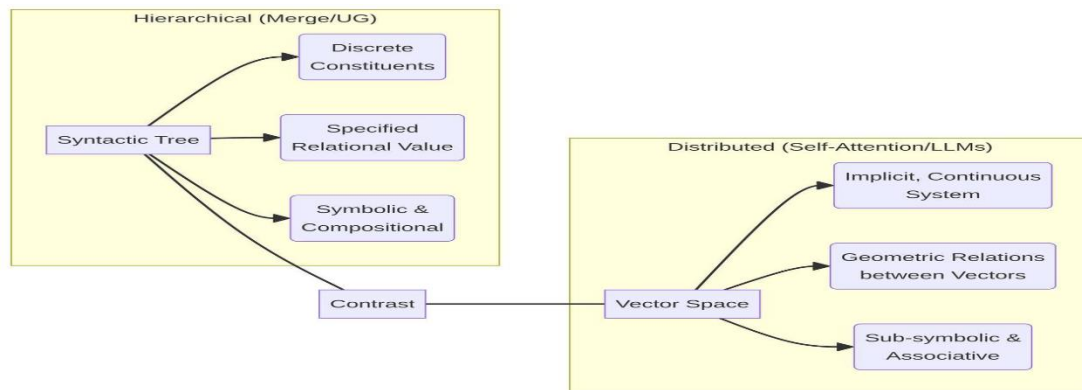 Hierarchical (Merge/UG)
Discrete
Constituents
Syntactic Tree
Specified
Relational Value
Symbolic &
Compositional
Contrast
Distributed (Self-Attention/LLMs)
Implicit, Continuous
System
Geometric Relations
between Vectors
Vector Space
Sub-symbolic &
Associative